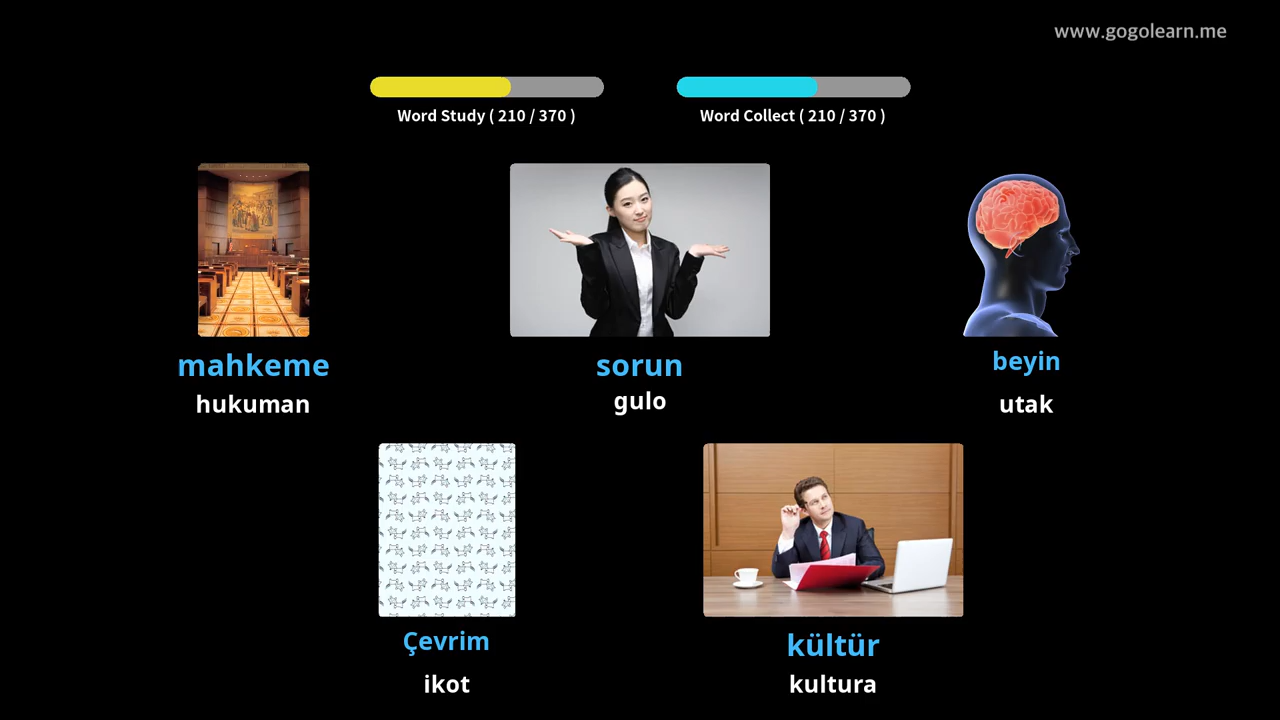 www.gogolearn.me
Word Study ( 210 / 370 )
Word Collect ( 210 / 370 )
mahkeme
hukuman
sorun
gulo
beyin
utak
Çevrim
ikot
kültür
kultura